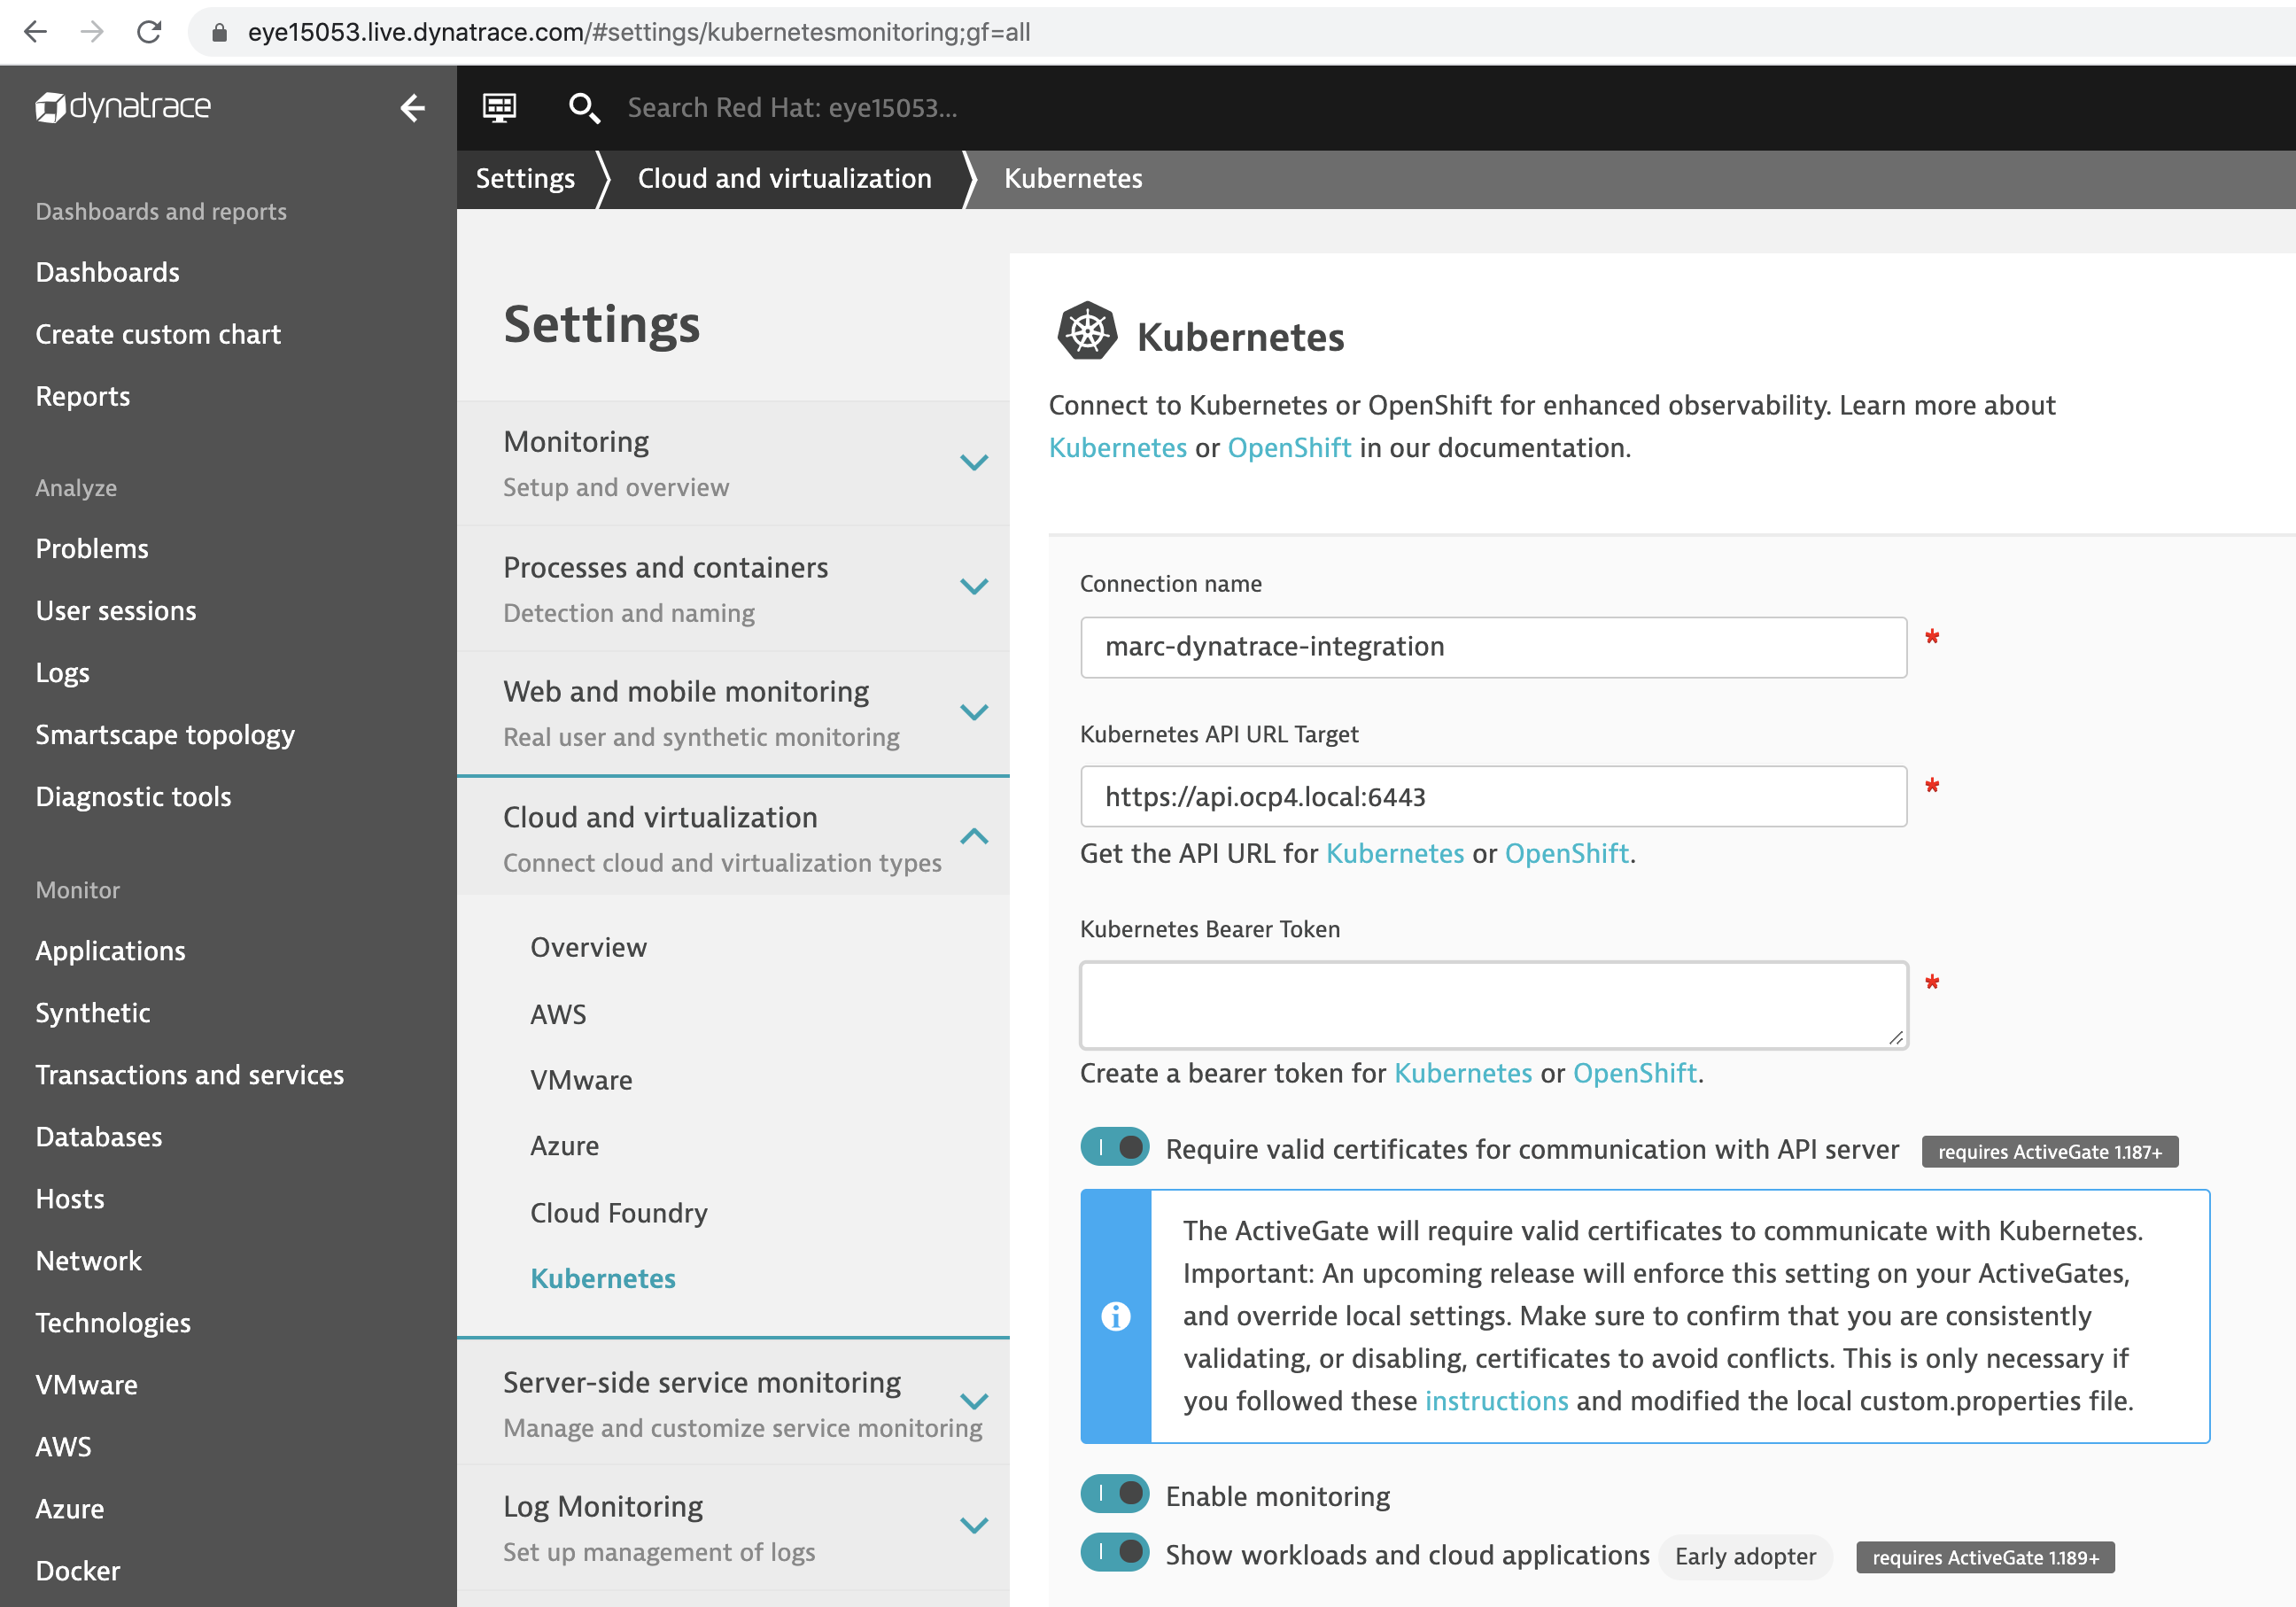 eye15053.live.dynatrace.com/#settings/kubernetesmonitoring;gf=all
dynatrace
Search Red Hat: eye15053...
Settings
Cloud and virtualization
Kubernetes
Dashboards and reports
Dashboards
Create custom chart
Reports
Analyze
Problems
User sessions
Logs
Smartscape topology
Diagnostic tools
Monitor
Applications
Synthetic
Transactions and services
Databases
Hosts
Network
Technologies
VMware
AWS
Azure
Docker
Settings
Monitoring
Setup and overview
Processes and containers
Detection and naming
Web and mobile monitoring
Real user and synthetic monitoring
Cloud and virtualization
Connect cloud and virtualization types
Overview
AWS
VMware
Azure
Cloud Foundry
Kubernetes
Server-side service monitoring
Manage and customize service monitoring
Log Monitoring
Set up management of logs
Kubernetes
Connect to Kubernetes or OpenShift for enhanced observability. Learn more about
Kubernetes or OpenShift in our documentation.
Connection name
marc-dynatrace-integration *
Kubernetes API URL Target
https://api.ocp4.local:6443 *
Get the API URL for Kubernetes or OpenShift.
Kubernetes Bearer Token
*
Create a bearer token for Kubernetes or OpenShift.
Require valid certificates for communication with API server requires ActiveGate 1.187+
The ActiveGate will require valid certificates to communicate with Kubernetes.
Important: An upcoming release will enforce this setting on your ActiveGates,
and override local settings. Make sure to confirm that you are consistently
validating, or disabling, certificates to avoid conflicts. This is only necessary if
you followed these instructions and modified the local custom.properties file.
Enable monitoring
Show workloads and cloud applications Early adopter requires ActiveGate 1.189+